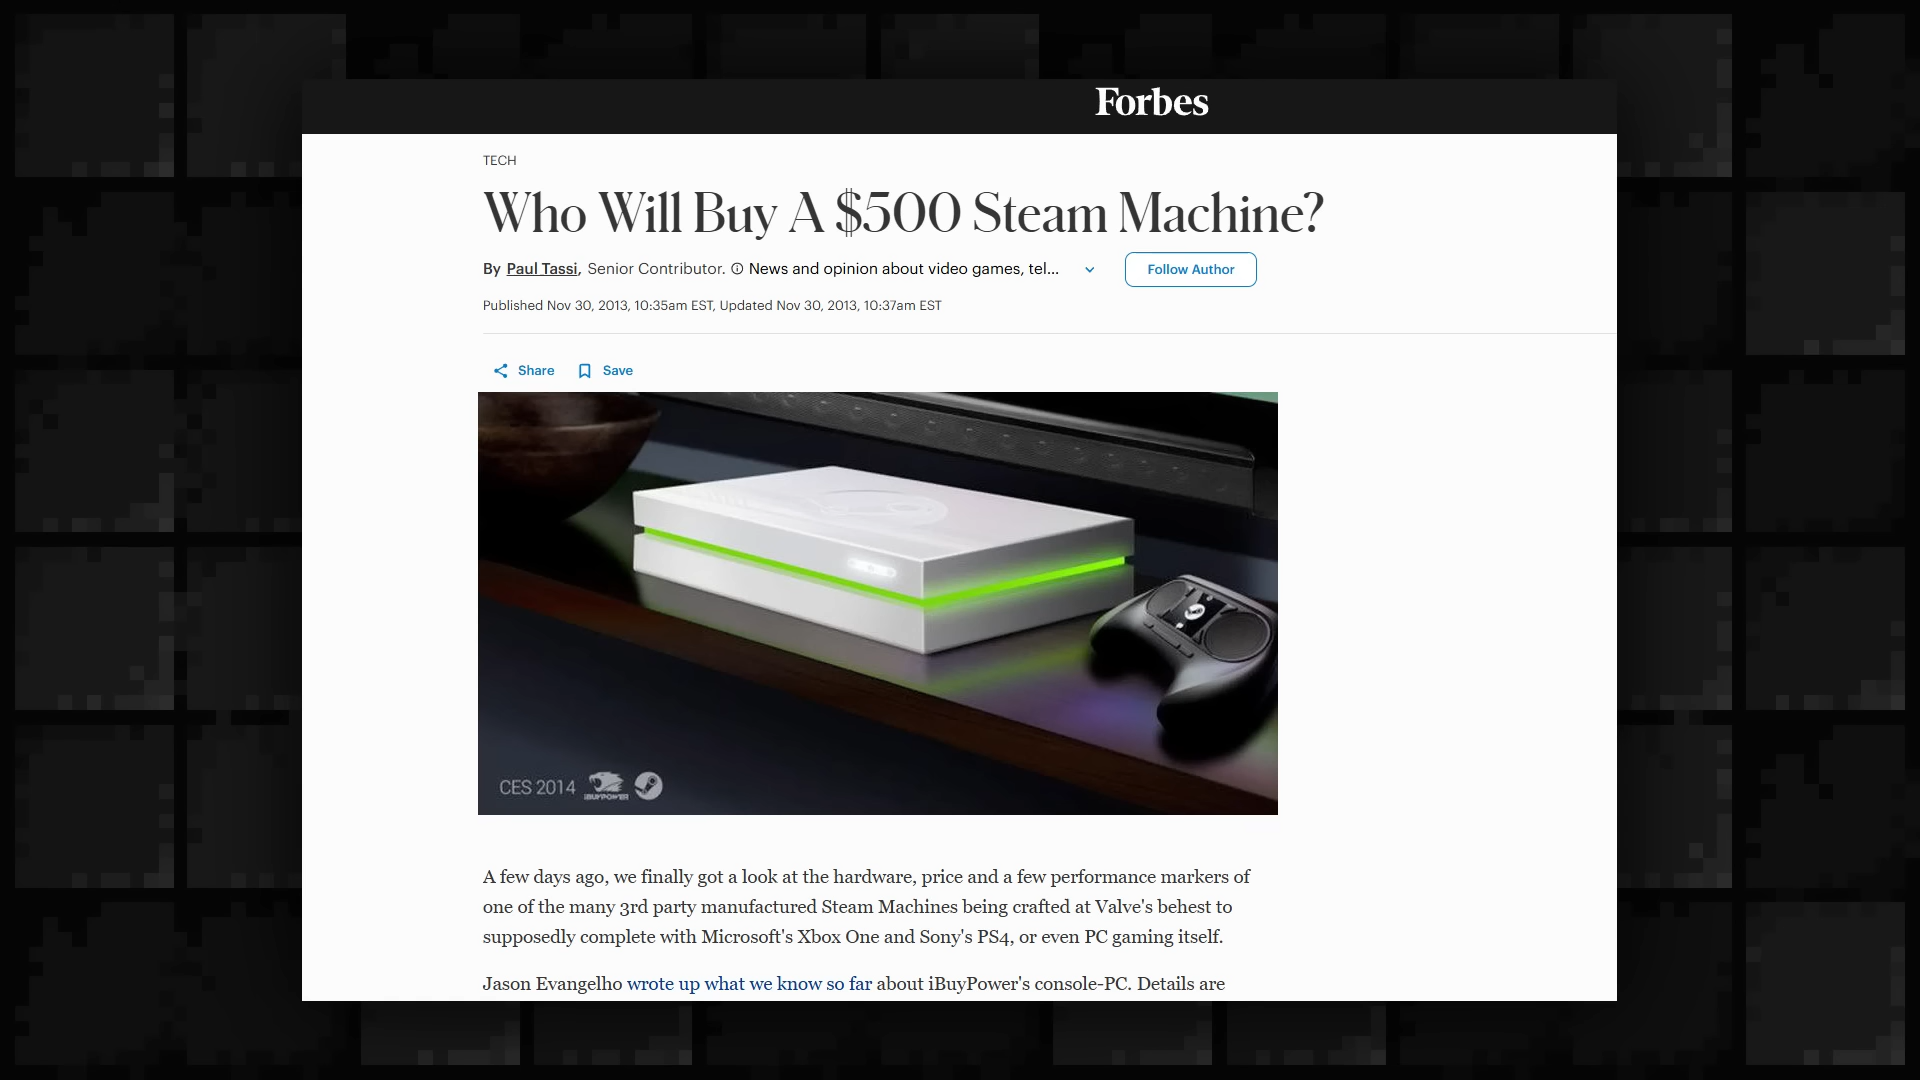 Forbes
TECH
Who Will Buy A $500 Steam Machine?
By Paul Tassi, Senior Contributor. News and opinion about video games, tel...
Follow Author
Published Nov 30, 2013, 10:35am EST, Updated Nov 30, 2013, 10:37am EST
Share Save
CES 2014 iBUYPOWER
A few days ago, we finally got a look at the hardware, price and a few performance markers of
one of the many 3rd party manufactured Steam Machines being crafted at Valve's behest to
supposedly complete with Microsoft's Xbox One and Sony's PS4, or even PC gaming itself.
Jason Evangelho wrote up what we know so far about iBuyPower's console-PC. Details are